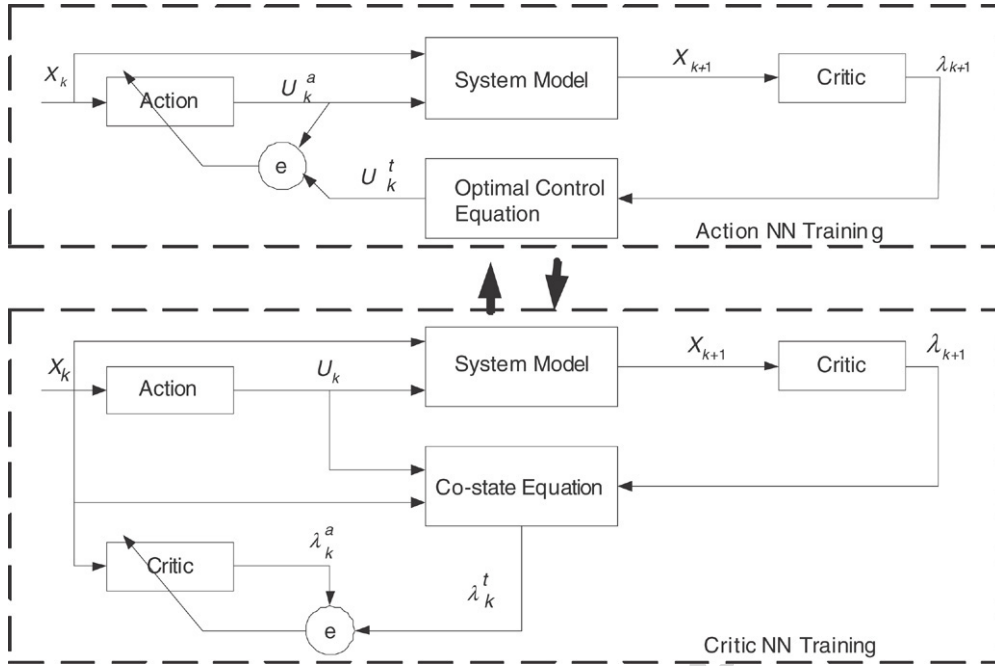 X_k
Action
U_k^a
System Model
X_{k+1}
Critic
λ_{k+1}
e
U_k^t
Optimal Control
Equation
Action NN Training
X_k
Action
U_k
System Model
X_{k+1}
Critic
λ_{k+1}
Co-state Equation
Critic
λ_k^a
λ_k^t
e
Critic NN Training